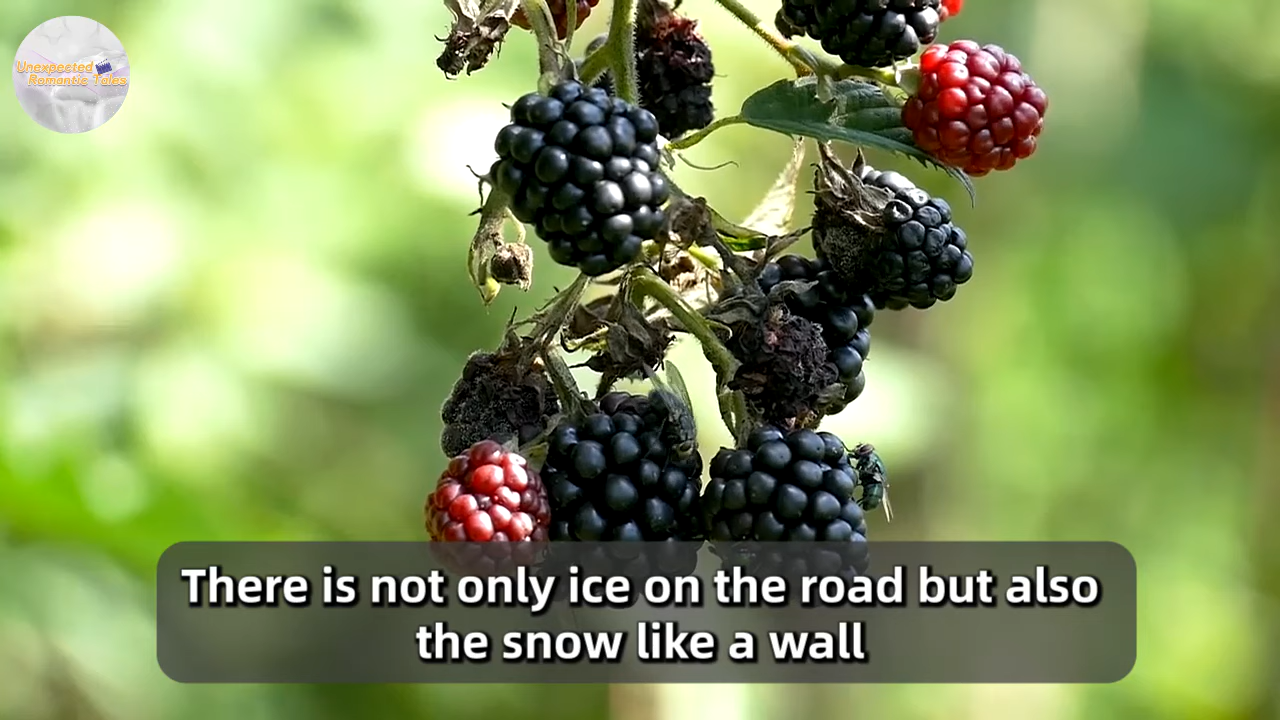 Unexpected
Romantic Tales
There is not only ice on the road but also
the snow like a wall